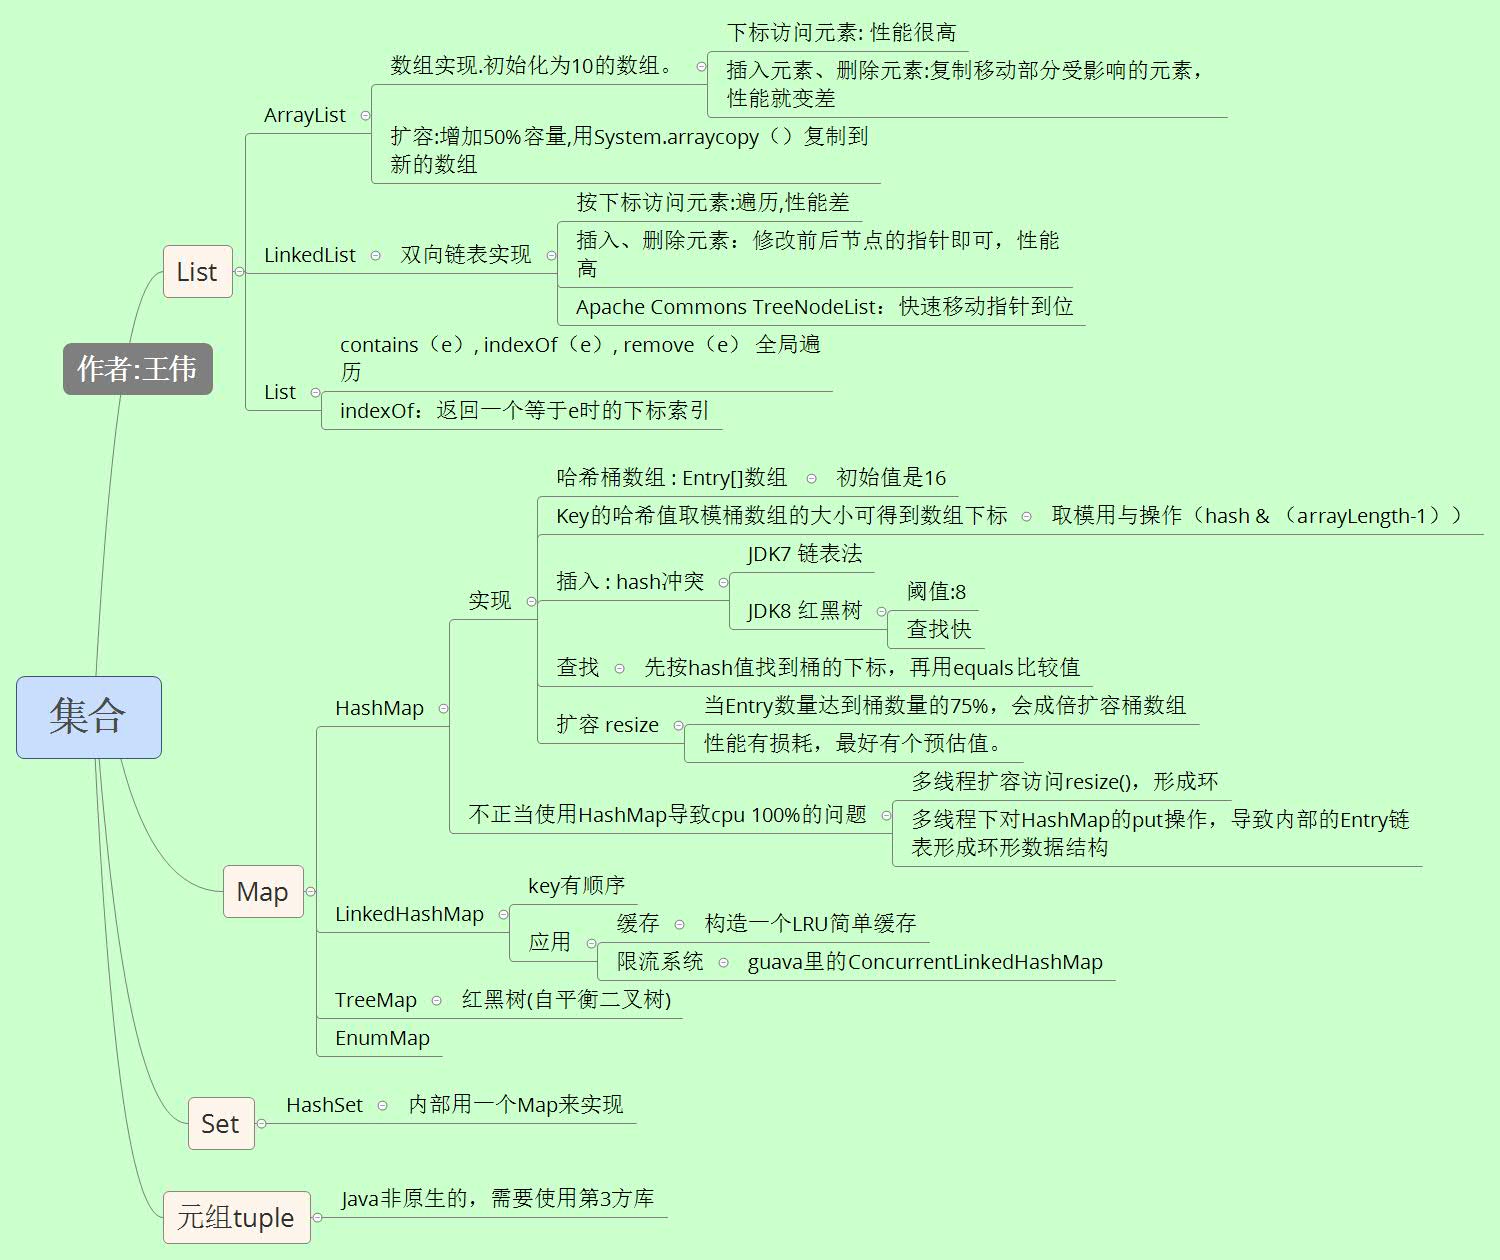 下标访问元素: 性能很高
数组实现.初始化为10的数组。
插入元素、删除元素:复制移动部分受影响的元素，
性能就变差
ArrayList
扩容:增加50%容量,用System.arraycopy（）复制到
新的数组
按下标访问元素:遍历,性能差
LinkedList
双向链表实现
插入、删除元素：修改前后节点的指针即可，性能
高
Apache Commons TreeNodeList：快速移动指针到位
List
contains（e）, indexOf（e）, remove（e） 全局遍
历
List
indexOf：返回一个等于e时的下标索引
作者:王伟
哈希桶数组 : Entry[]数组
初始值是16
Key的哈希值取模桶数组的大小可得到数组下标
取模用与操作（hash & （arrayLength-1））
JDK7 链表法
插入 : hash冲突
JDK8 红黑树
阈值:8
查找快
实现
查找
先按hash值找到桶的下标，再用equals比较值
当Entry数量达到桶数量的75%，会成倍扩容桶数组
扩容 resize
性能有损耗，最好有个预估值。
HashMap
多线程扩容访问resize()，形成环
不正当使用HashMap导致cpu 100%的问题
多线程下对HashMap的put操作，导致内部的Entry链
表形成环形数据结构
集合
Map
key有顺序
LinkedHashMap
缓存
构造一个LRU简单缓存
应用
限流系统
guava里的ConcurrentLinkedHashMap
TreeMap
红黑树(自平衡二叉树)
EnumMap
Set
HashSet
内部用一个Map来实现
元组tuple
Java非原生的，需要使用第3方库